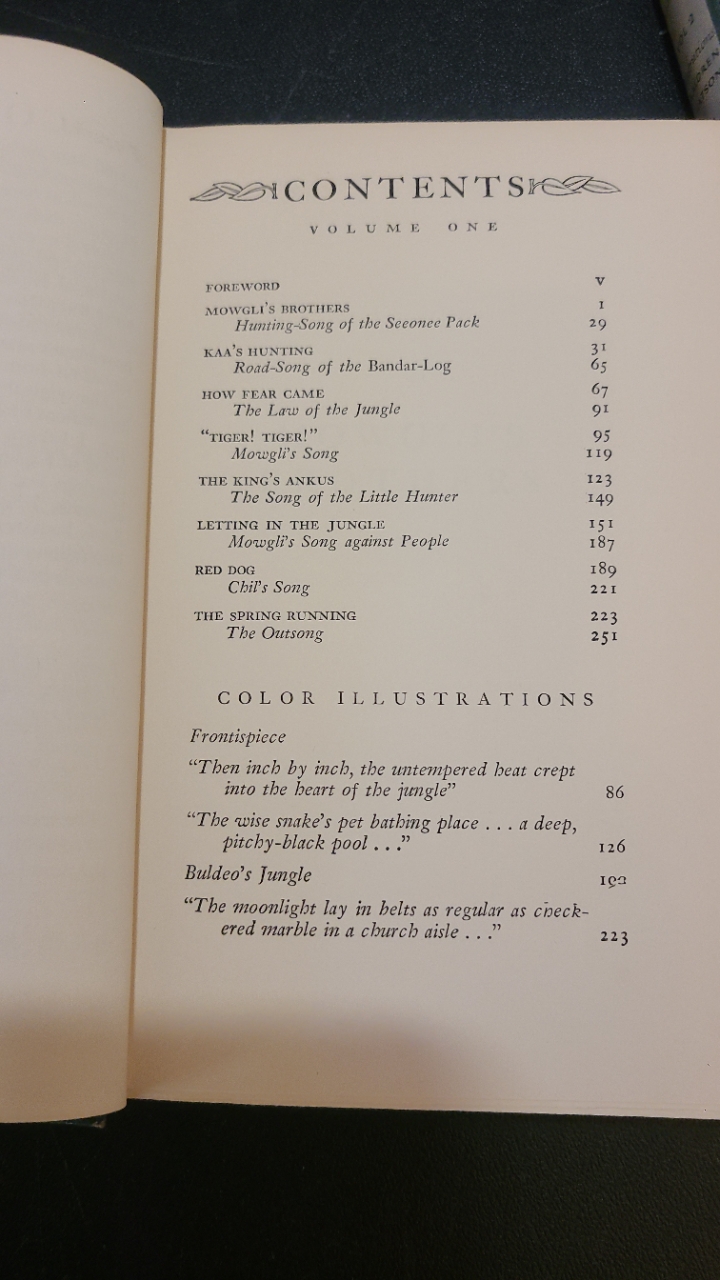 CONTENTS
VOLUME ONE
FOREWORD V
MOWGLI'S BROTHERS 1
Hunting-Song of the Seeonee Pack 29
KAA'S HUNTING 31
Road-Song of the Bandar-Log 65
HOW FEAR CAME 67
The Law of the Jungle 91
"TIGER! TIGER!" 95
Mowgli's Song 119
THE KING'S ANKUS 123
The Song of the Little Hunter 149
LETTING IN THE JUNGLE 151
Mowgli's Song against People 187
RED DOG 189
Chil's Song 221
THE SPRING RUNNING 223
The Outsong 251
COLOR ILLUSTRATIONS
Frontispiece
"Then inch by inch, the untempered heat crept
into the heart of the jungle" 86
"The wise snake's pet bathing place . . . a deep,
pitchy-black pool . . ." 126
Buldeo's Jungle
"The moonlight lay in belts as regular as check-
ered marble in a church aisle . . ." 223